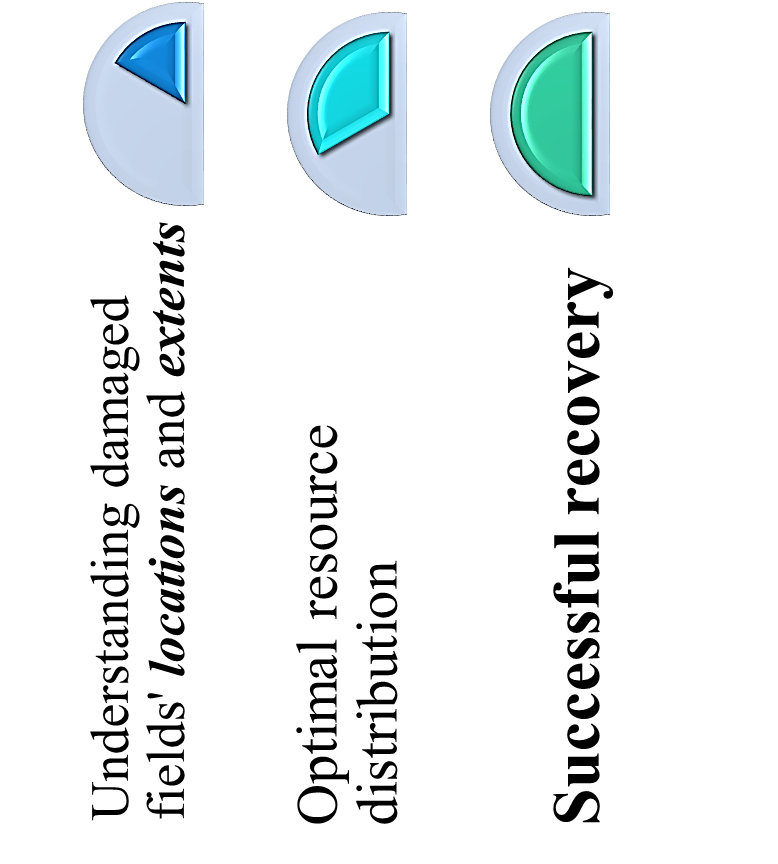 Understanding damaged
fields' locations and extents
Optimal resource
distribution
Successful recovery